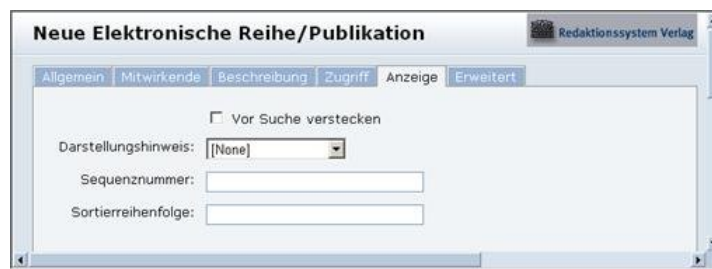 Neue Elektronische Reihe/Publikation
Redaktionssystem Verlag
Allgemein Mitwirkende Beschreibung Zugriff Anzeige Erweitert
Vor Suche verstecken
Darstellungshinweis: [None]
Sequenznummer:
Sortierreihenfolge: